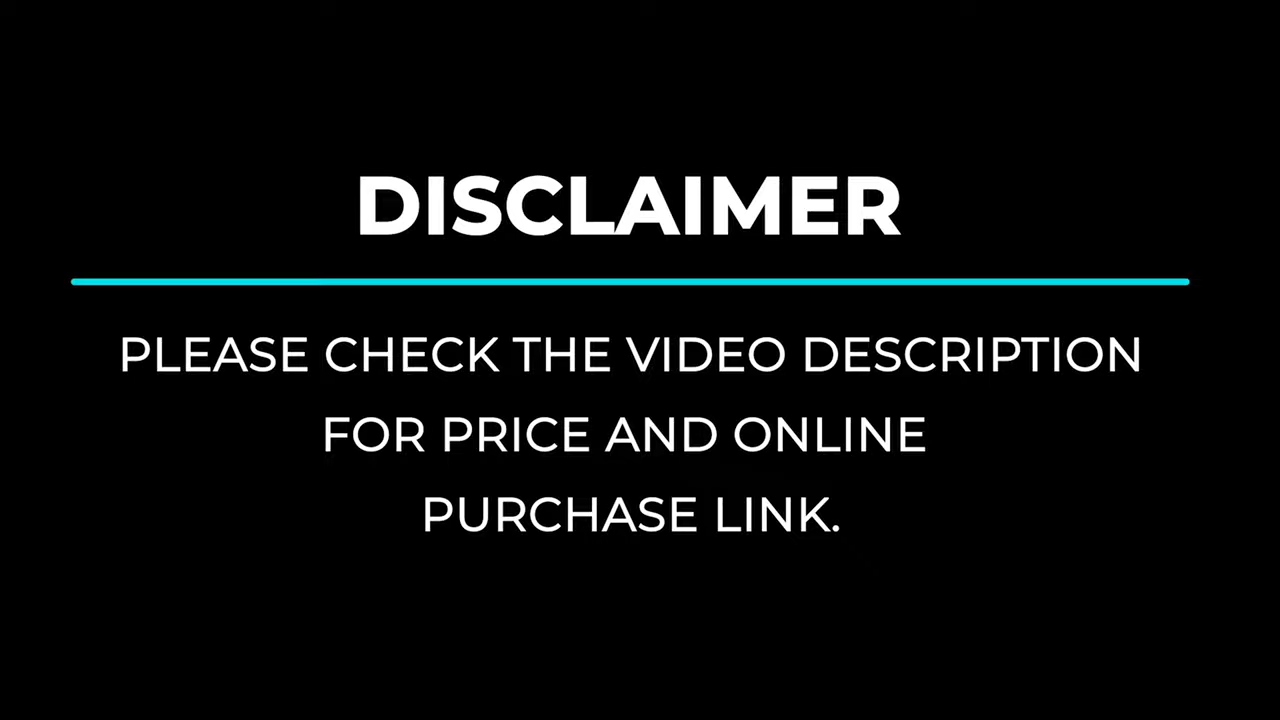 DISCLAIMER
PLEASE CHECK THE VIDEO DESCRIPTION
FOR PRICE AND ONLINE
PURCHASE LINK.